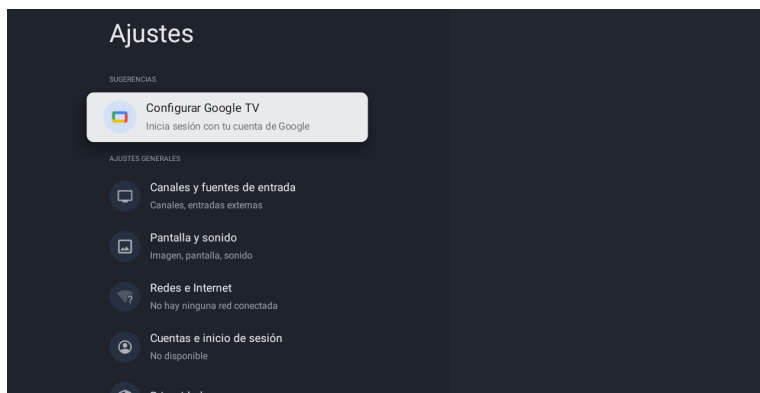 Ajustes
SUGERENCIAS
Configurar Google TV
Inicia sesión con tu cuenta de Google
AJUSTES GENERALES
Canales y fuentes de entrada
Canales, entradas externas
Pantalla y sonido
Imagen, pantalla, sonido
Redes e Internet
No hay ninguna red conectada
Cuentas e inicio de sesión
No disponible